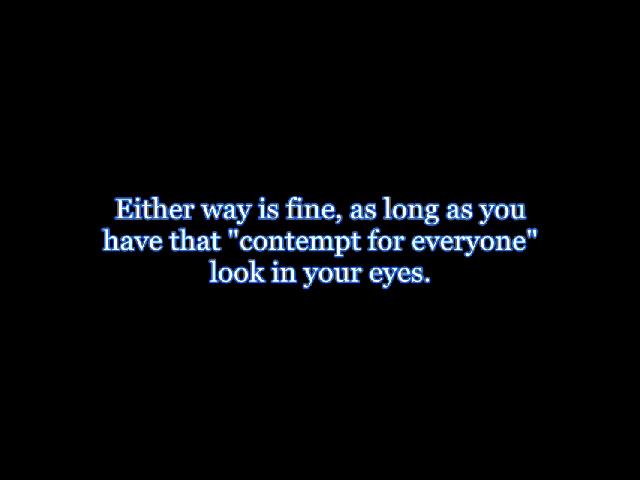 Either way is fine, as long as you
have that "contempt for everyone"
look in your eyes.